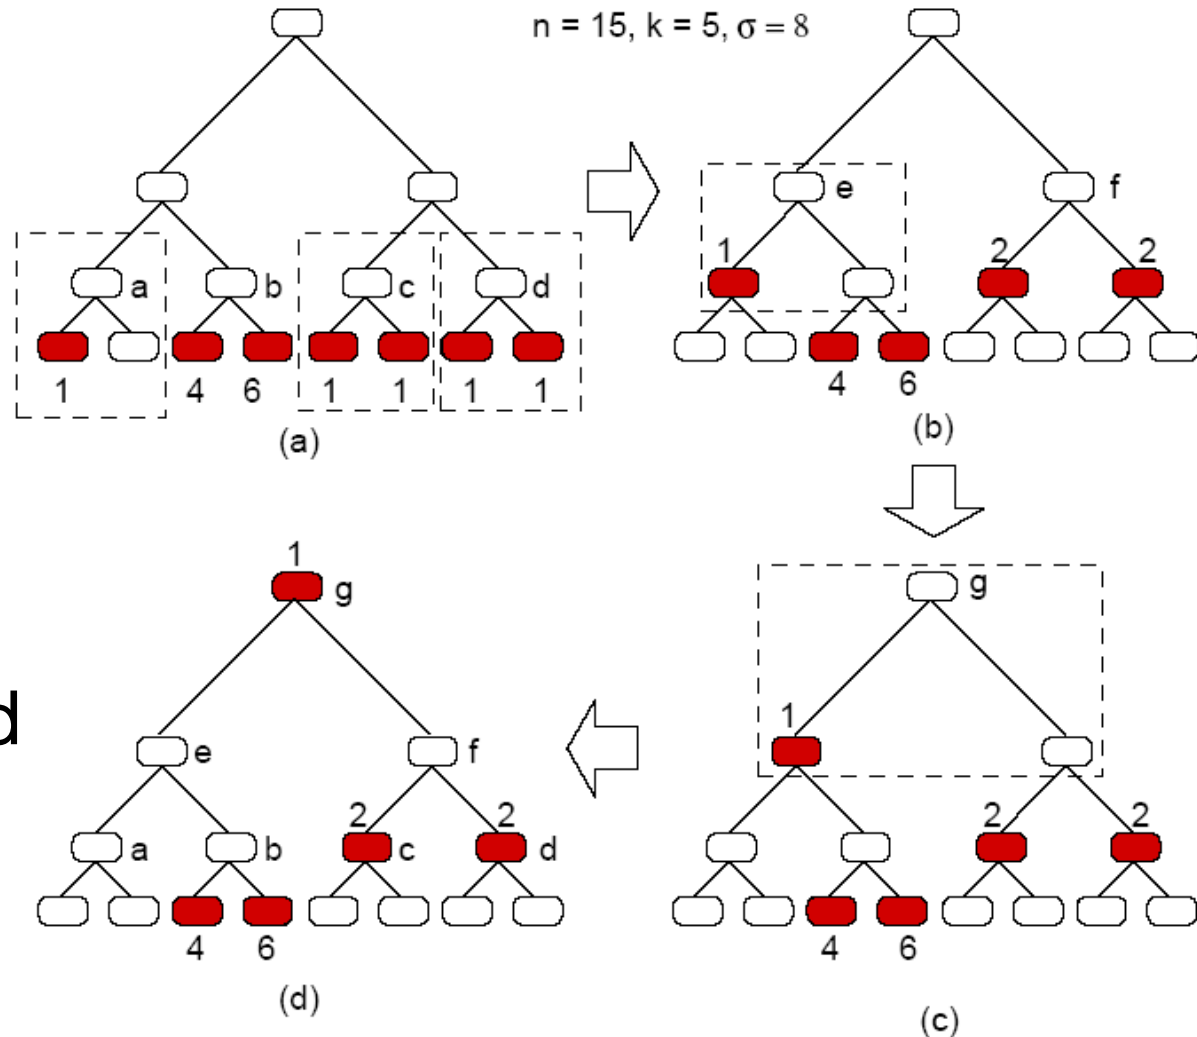 n = 15, k = 5, σ = 8
a b c d
1 4 6 1 1 1 1
(a)
e f
1 2 2
4 6
(b)
g
1
2 2
4 6
(c)
1
g
d
e f
2 2
a b c d
4 6
(d)